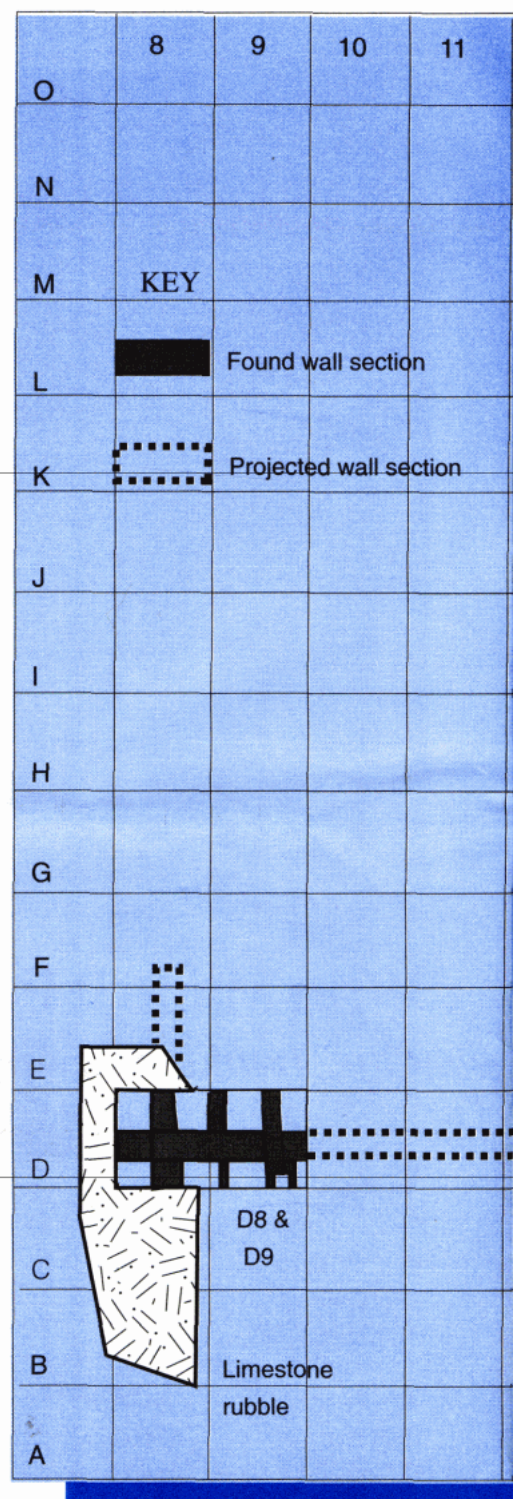 8 9 10 11
O
N
M KEY
L Found wall section
K Projected wall section
J
I
H
G
F
E
D
D8 &
C D9
B Limestone
rubble
A